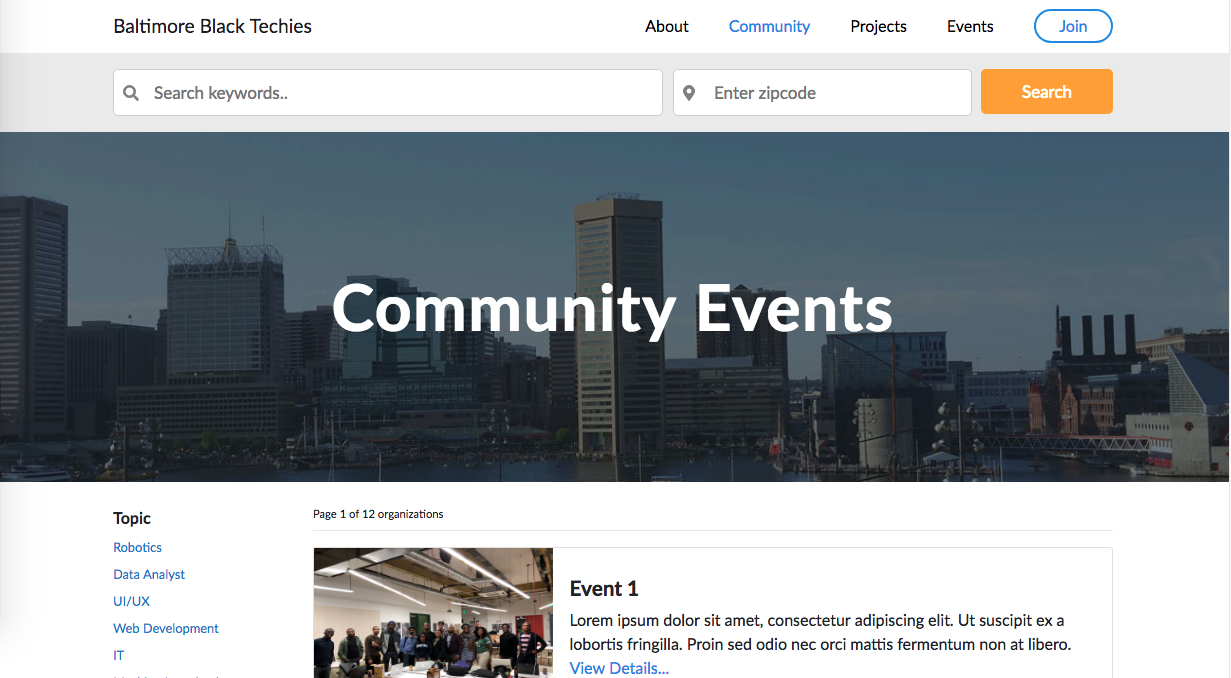 Baltimore Black Techies
About Community Projects Events Join
Search keywords.. Enter zipcode Search
Community Events
Topic
Robotics
Data Analyst
UI/UX
Web Development
IT
Page 1 of 12 organizations
Event 1
Lorem ipsum dolor sit amet, consectetur adipiscing elit. Ut suscipit ex a
lobortis fringilla. Proin sed odio nec orci mattis fermentum non at libero.
View Details...